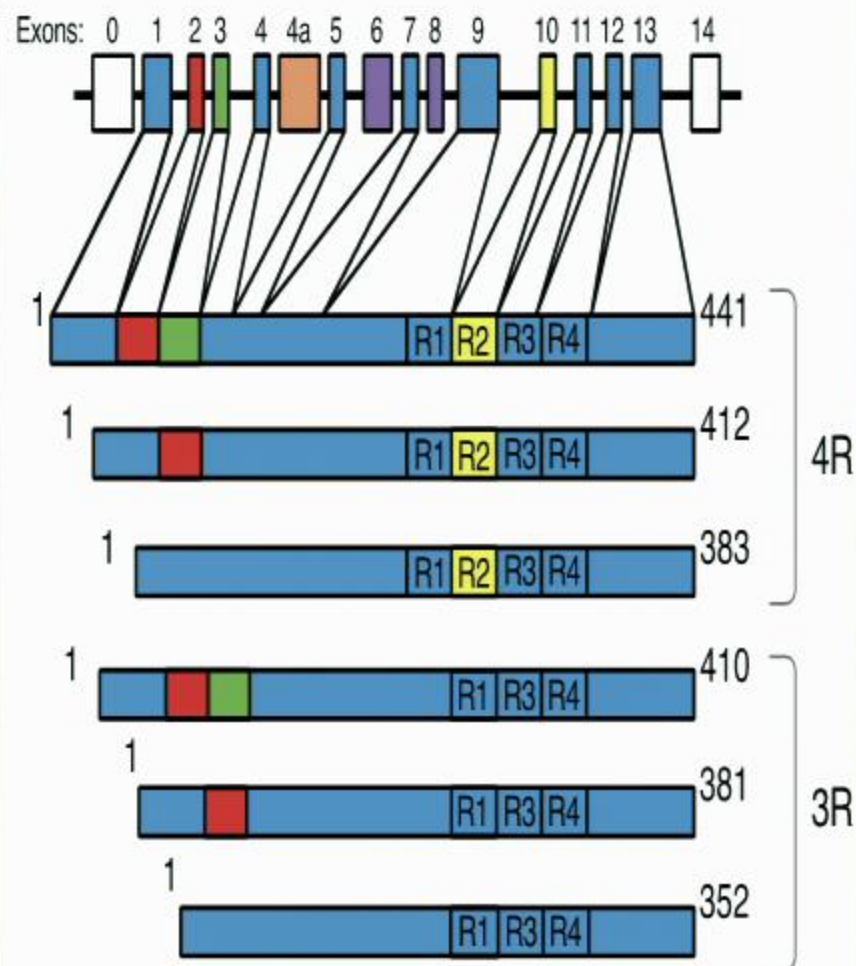 Exons: 0 1 2 3 4 4a 5 6 7 8 9 10 11 12 13 14
1 441
R1 R2 R3 R4
1 412
R1 R2 R3 R4
4R
1 383
R1 R2 R3 R4
1 410
R1 R3 R4
1 381
R1 R3 R4
3R
1 352
R1 R3 R4